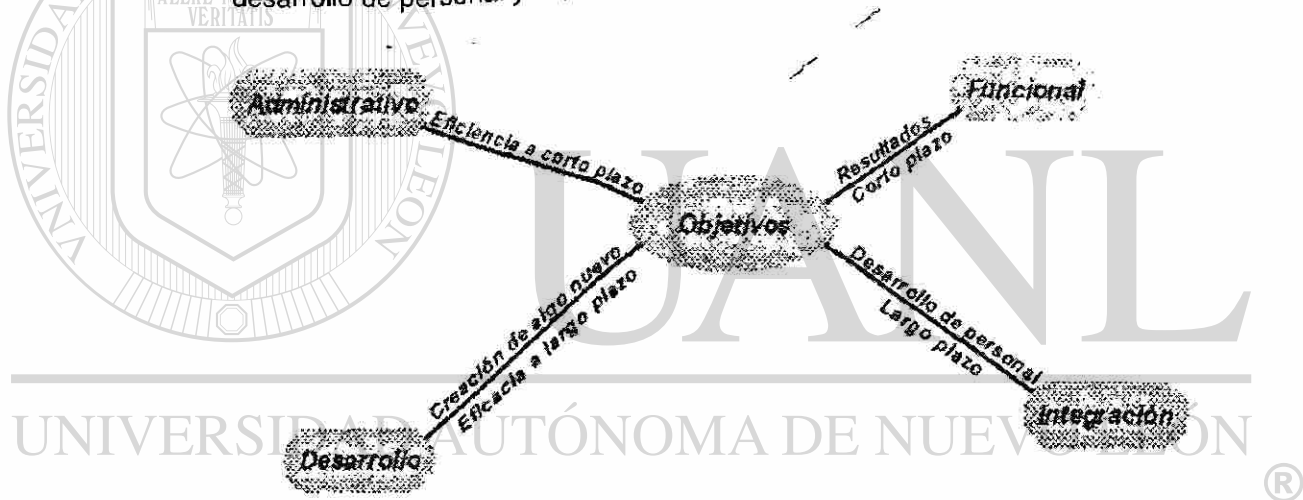 desarrollo de personal y
VERITATIS
Administrativo
Funcional
Eficiencia a corto plazo
Resultados
Corto plazo
UANL
Objetivos
Creación de algo nuevo
Eficacia a largo plazo
Desarrollo de personal
Largo plazo
Integración
UNIVERSIDAD AUTÓNOMA DE NUEVO LEÓN
®
Desarrollo